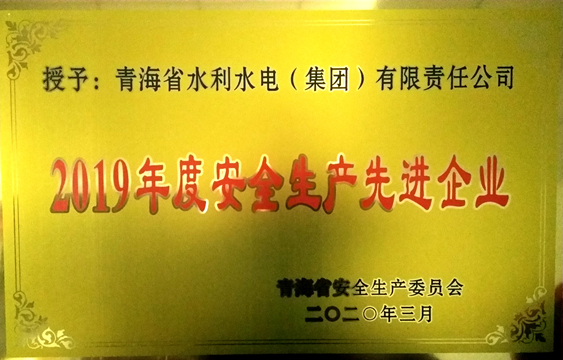 授予：青海省水利水电（集团）有限责任公司
2019年度安全生产先进企业
青海省安全生产委员会
二〇二〇年三月